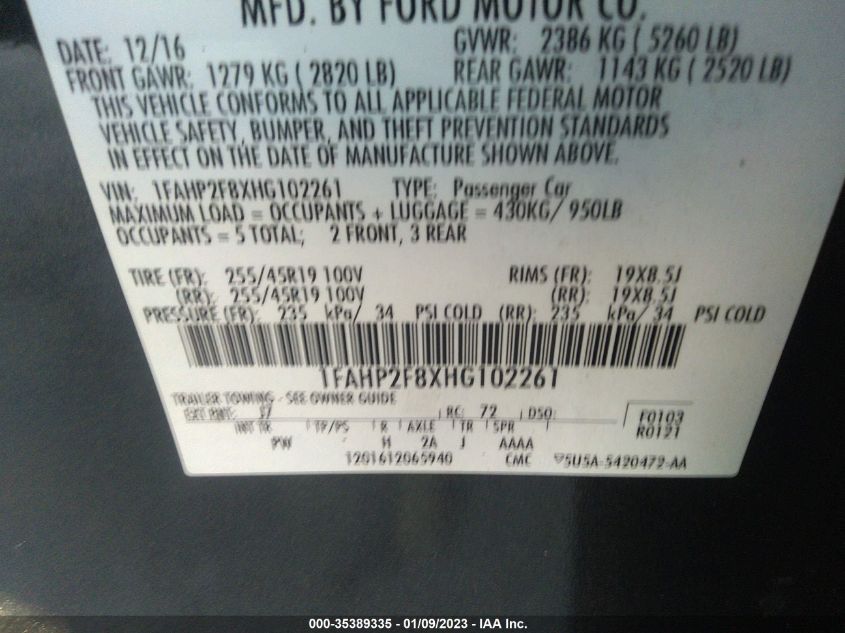 MFD. BY FORD MOTOR CO.
DATE: 12/16 GVWR: 2386 KG ( 5260 LB)
FRONT GAWR: 1279 KG ( 2820 LB) REAR GAWR: 1143 KG ( 2520 LB)
THIS VEHICLE CONFORMS TO ALL APPLICABLE FEDERAL MOTOR
VEHICLE SAFETY, BUMPER, AND THEFT PREVENTION STANDARDS
IN EFFECT ON THE DATE OF MANUFACTURE SHOWN ABOVE.
VIN: 1FAHP2F8XHG102261 TYPE: Passenger Car
MAXIMUM LOAD = OCCUPANTS + LUGGAGE = 430KG/ 950LB
OCCUPANTS = 5 TOTAL; 2 FRONT, 3 REAR
TIRE (FR): 255/45R19 100V RIMS (FR): 19X8.5J
(RR): 255/45R19 100V (RR): 19X8.5J
PRESSURE (FR): 235 kPa/ 34 PSI COLD (RR): 235 kPa/ 34 PSI COLD
1FAHP2F8XHG102261
TRAILER TOWING - SEE OWNER GUIDE
EXT PNT: RC: 72 DSO: F0103
INT TR TP/PS R AXLE TR SPR R0121
PW H 2A J AAAA
1201612065940 CMC 5U5A-5420472-AA
000-35389335 - 01/09/2023 - IAA Inc.